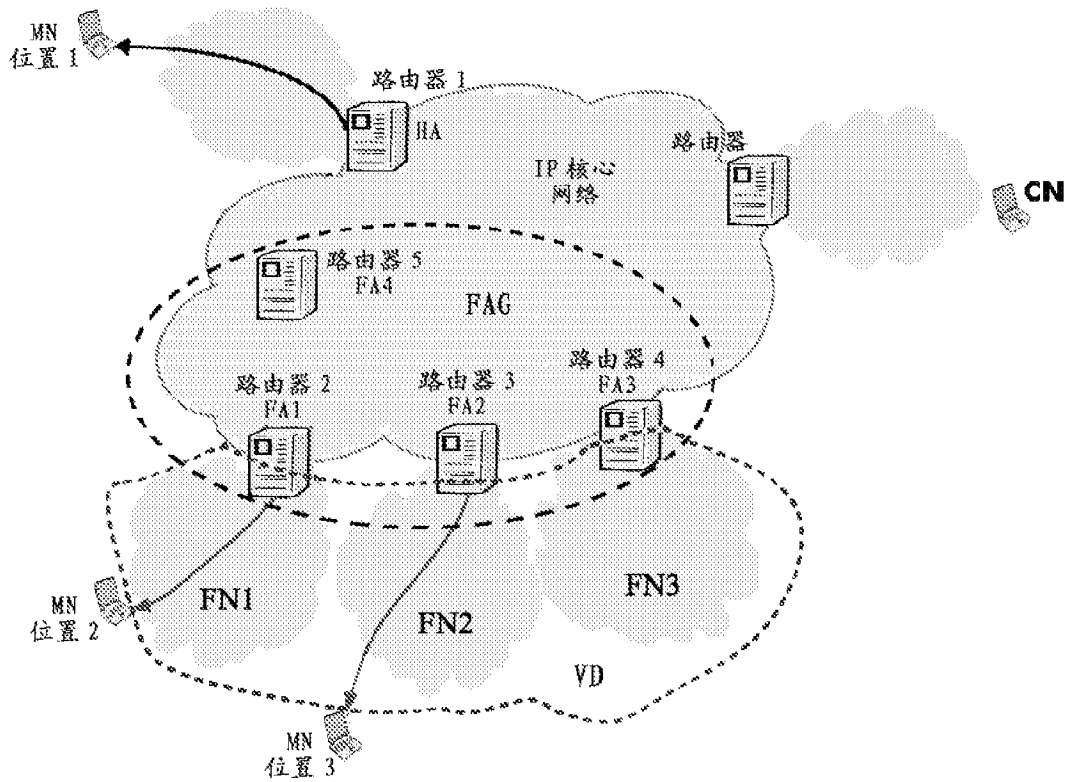 MN
位置 1
路由器 1
HA
IP 核心
网络
路由器
CN
路由器 5
FA4
FAG
路由器 2
FA1
路由器 3
FA2
路由器 4
FA3
FN1
FN2
FN3
MN
位置 2
VD
MN
位置 3